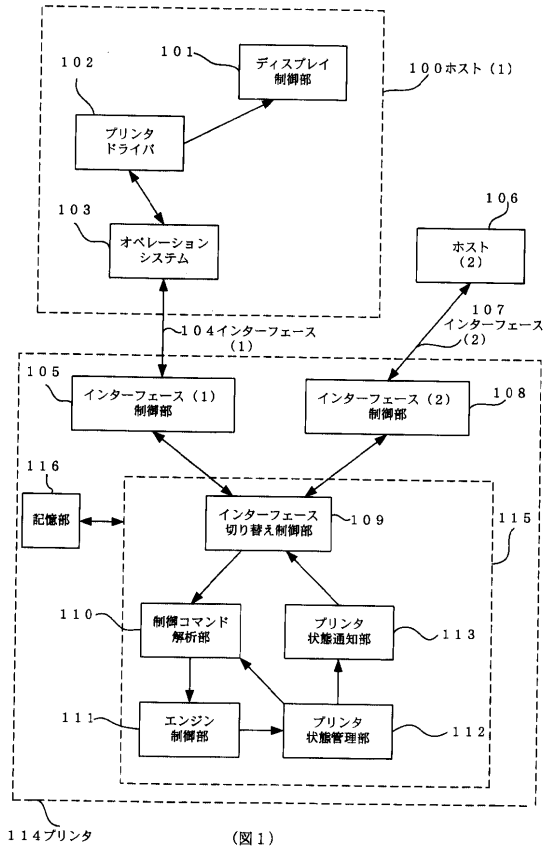 101
ディスプレイ
制御部
102
100ホスト(1)
プリンタ
ドライバ
103
オペレーション
システム
106
ホスト
(2)
104インターフェース
(1)
107
インターフェース
(2)
105
インターフェース(1)
制御部
インターフェース(2)
制御部
108
116
記憶部
インターフェース
切り替え制御部
109
115
110
制御コマンド
解析部
プリンタ
状態通知部
113
111
エンジン
制御部
プリンタ
状態管理部
112
114プリンタ
(図1)